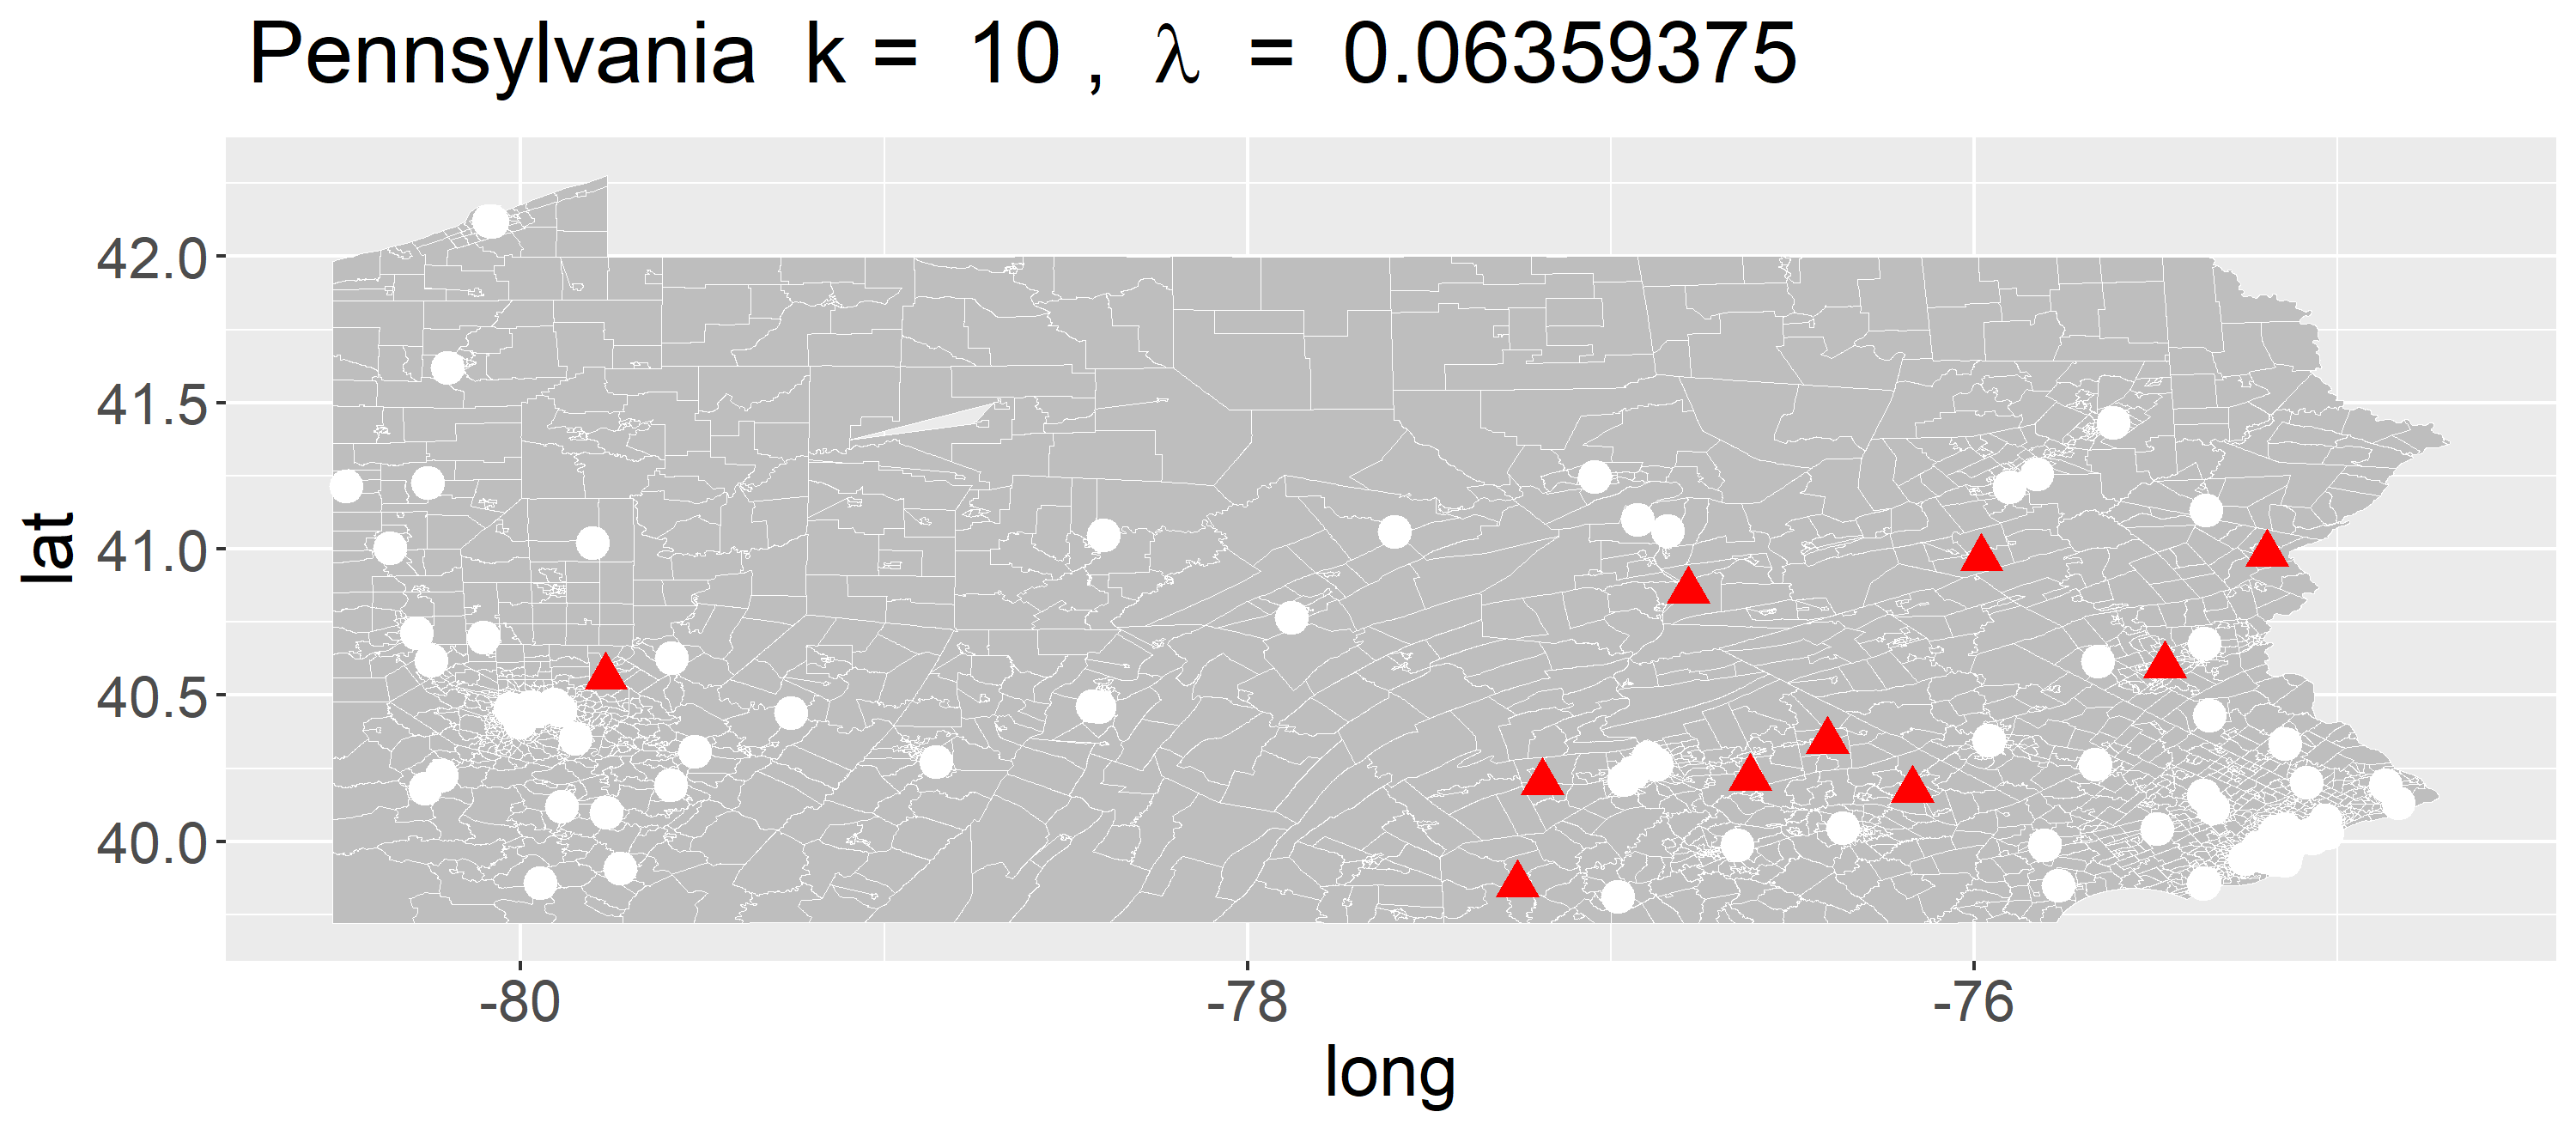 Pennsylvania k = 10 , λ = 0.06359375
lat
42.0
41.5
41.0
40.5
40.0
-80 -78 -76
long